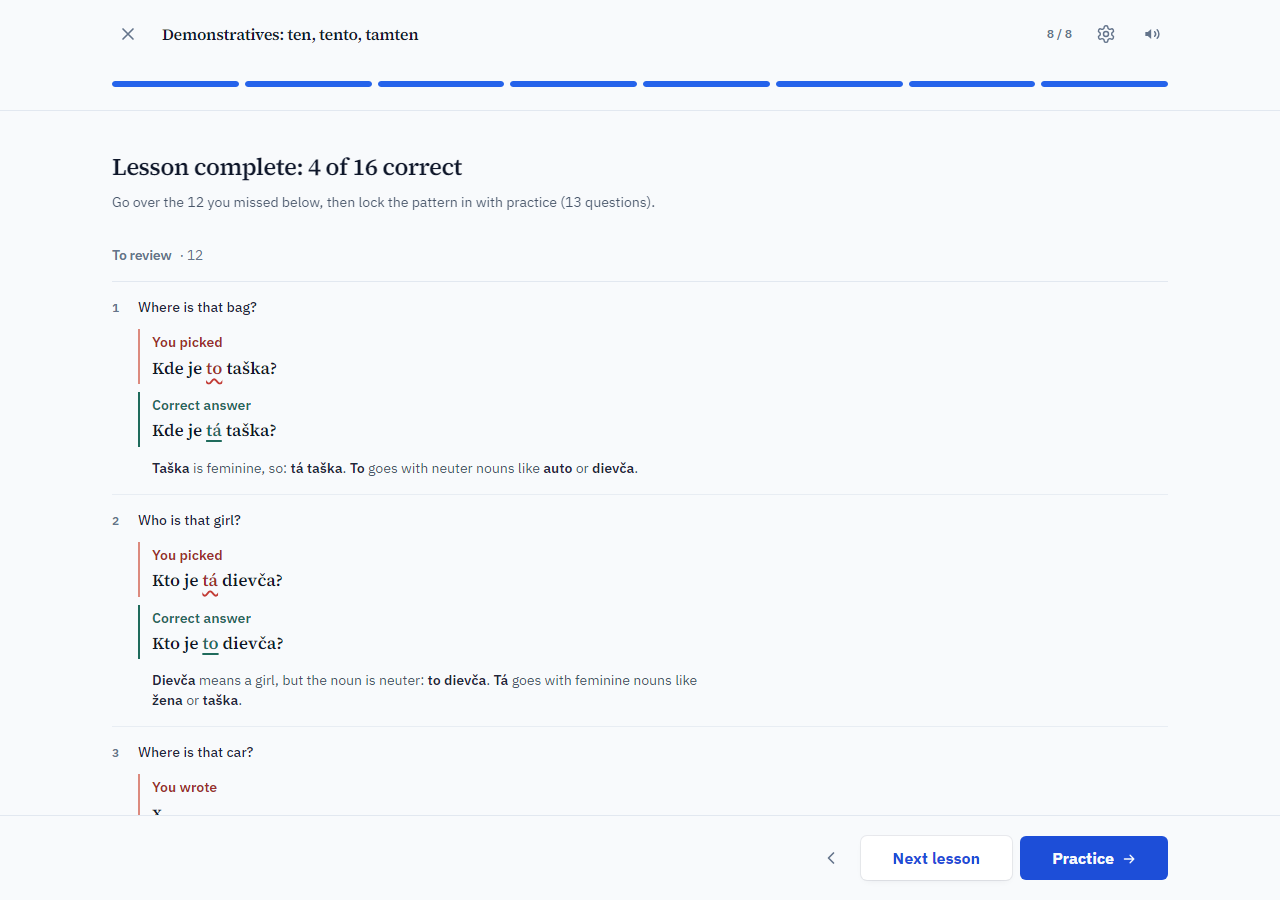 Demonstratives: ten, tento, tamten
8 / 8
Lesson complete: 4 of 16 correct
Go over the 12 you missed below, then lock the pattern in with practice (13 questions).
To review · 12
1 Where is that bag?
You picked
Kde je to taška?
Correct answer
Kde je tá taška?
Taška is feminine, so: tá taška. To goes with neuter nouns like auto or dievča.
2 Who is that girl?
You picked
Kto je tá dievča?
Correct answer
Kto je to dievča?
Dievča means a girl, but the noun is neuter: to dievča. Tá goes with feminine nouns like
žena or taška.
3 Where is that car?
You wrote
x
Next lesson
Practice →